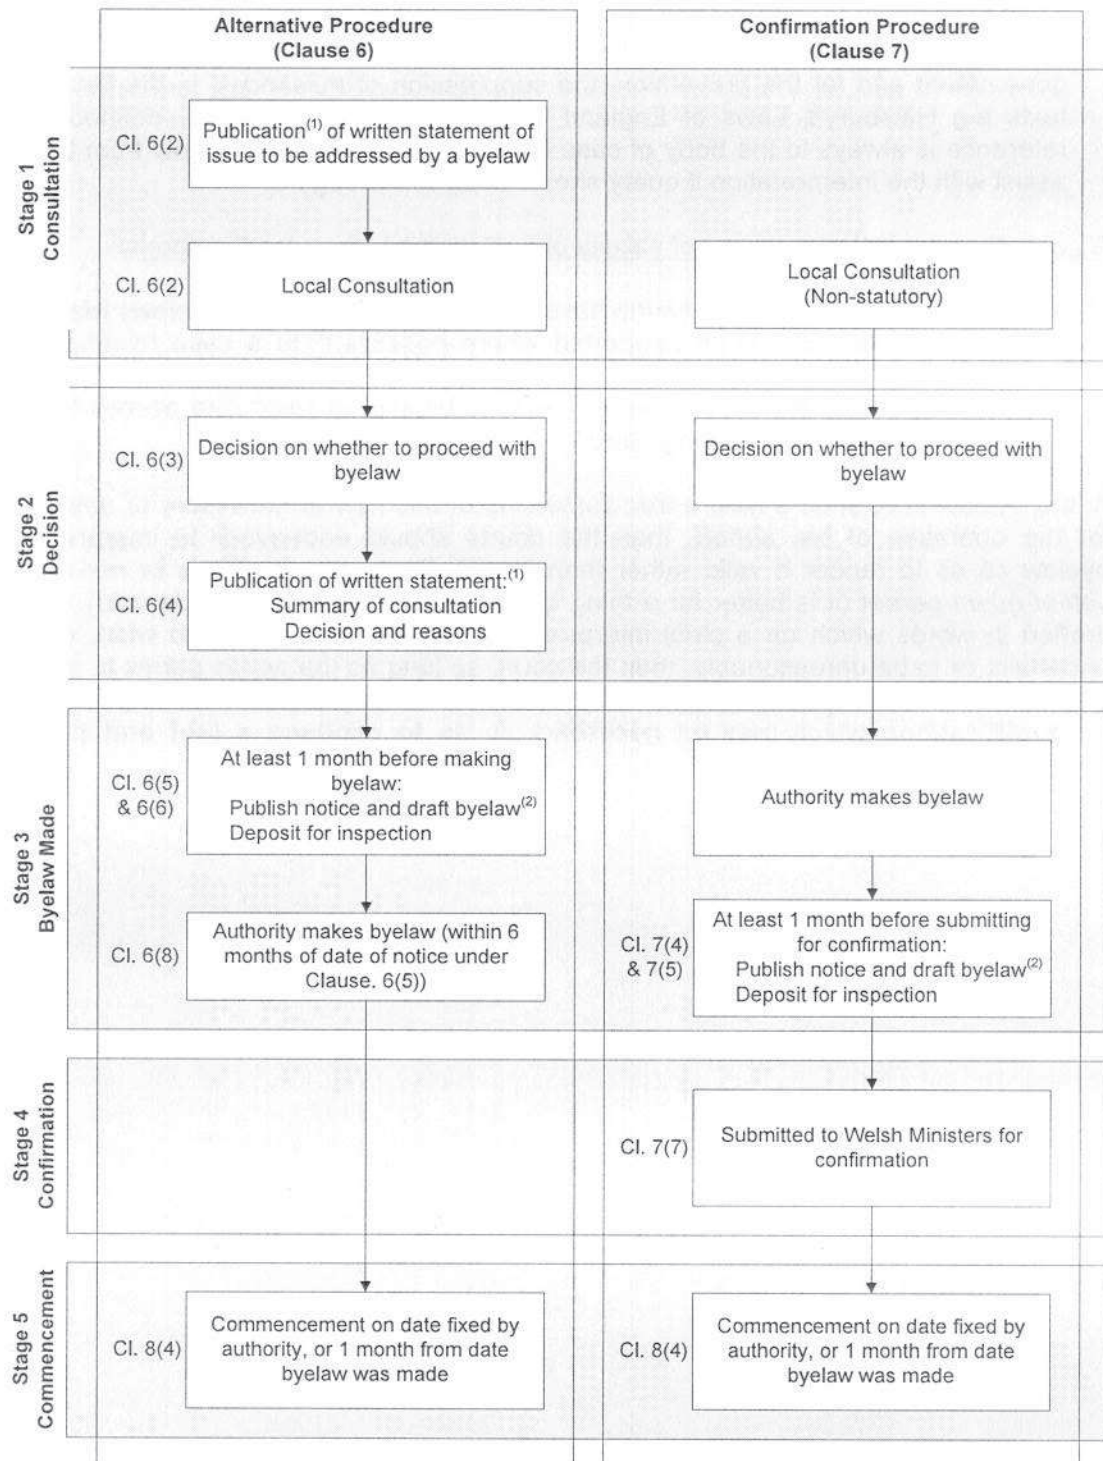 Alternative Procedure
(Clause 6)
Confirmation Procedure
(Clause 7)
Stage 1
Consultation
Cl. 6(2)
Publication(1) of written statement of
issue to be addressed by a byelaw
Cl. 6(2)
Local Consultation
Local Consultation
(Non-statutory)
Stage 2
Decision
Cl. 6(3)
Decision on whether to proceed with
byelaw
Decision on whether to proceed with
byelaw
Cl. 6(4)
Publication of written statement:(1)
Summary of consultation
Decision and reasons
Stage 3
Byelaw Made
Cl. 6(5)
& 6(6)
At least 1 month before making
byelaw:
Publish notice and draft byelaw(2)
Deposit for inspection
Authority makes byelaw
Cl. 6(8)
Authority makes byelaw (within 6
months of date of notice under
Clause. 6(5))
Cl. 7(4)
& 7(5)
At least 1 month before submitting
for confirmation:
Publish notice and draft byelaw(2)
Deposit for inspection
Stage 4
Confirmation
Cl. 7(7)
Submitted to Welsh Ministers for
confirmation
Stage 5
Commencement
Cl. 8(4)
Commencement on date fixed by
authority, or 1 month from date
byelaw was made
Cl. 8(4)
Commencement on date fixed by
authority, or 1 month from date
byelaw was made